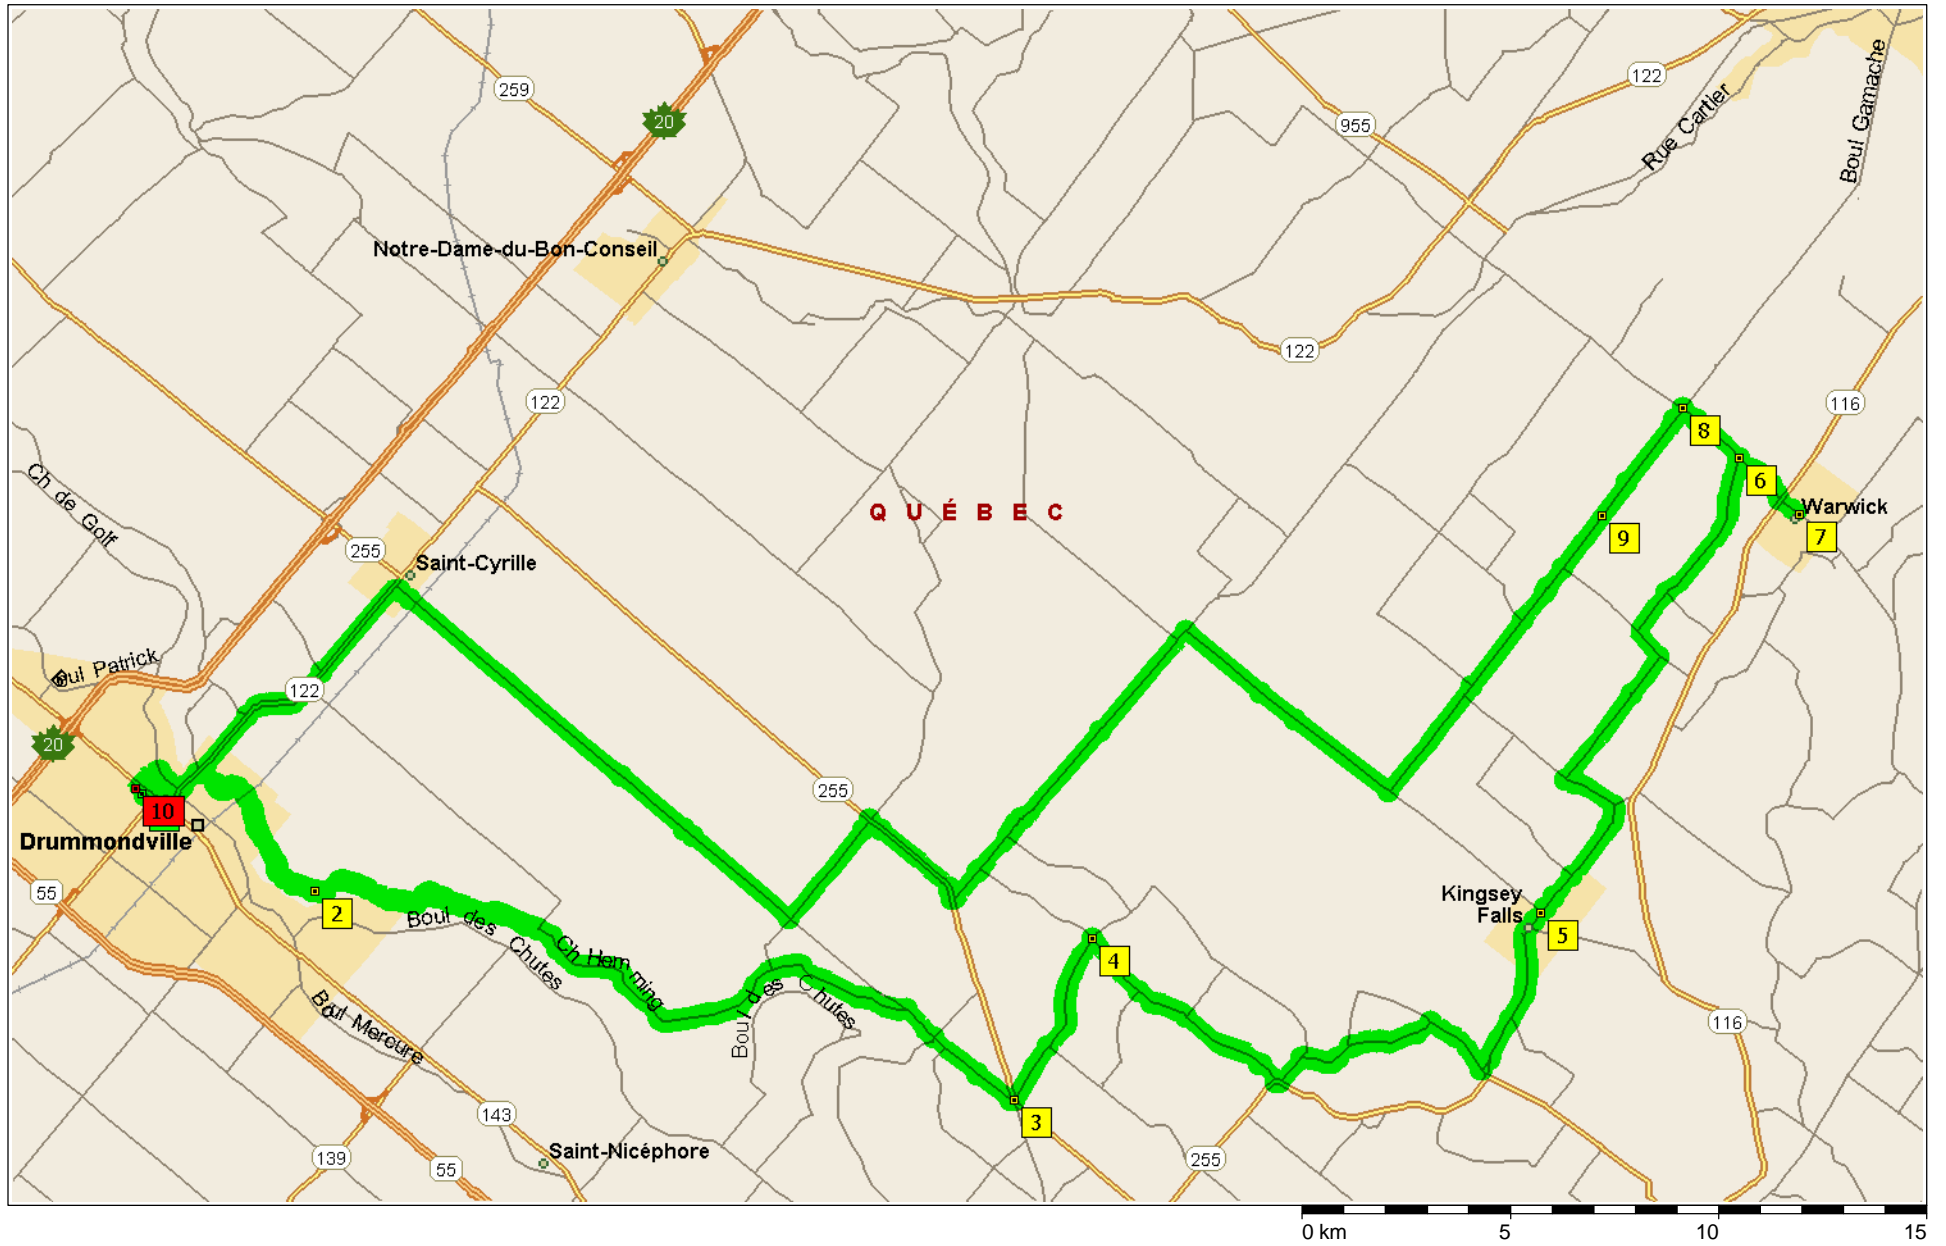 259
20
122
955
Rue Cartier
Boul Gamache
Notre-Dame-du-Bon-Conseil
122
122
116
Ch de Golf
8
6
Warwick
7
9
QUÉBEC
255
Saint-Cyrille
Boul Patrick
122
20
10
Drummondville
255
55
2
Boul des Chutes
Ch Hemming
Kingsey
Falls
5
4
Boul des Chutes
Boul Mercure
3
116
143
Saint-Nicéphore
139
55
255
0 km 5 10 15